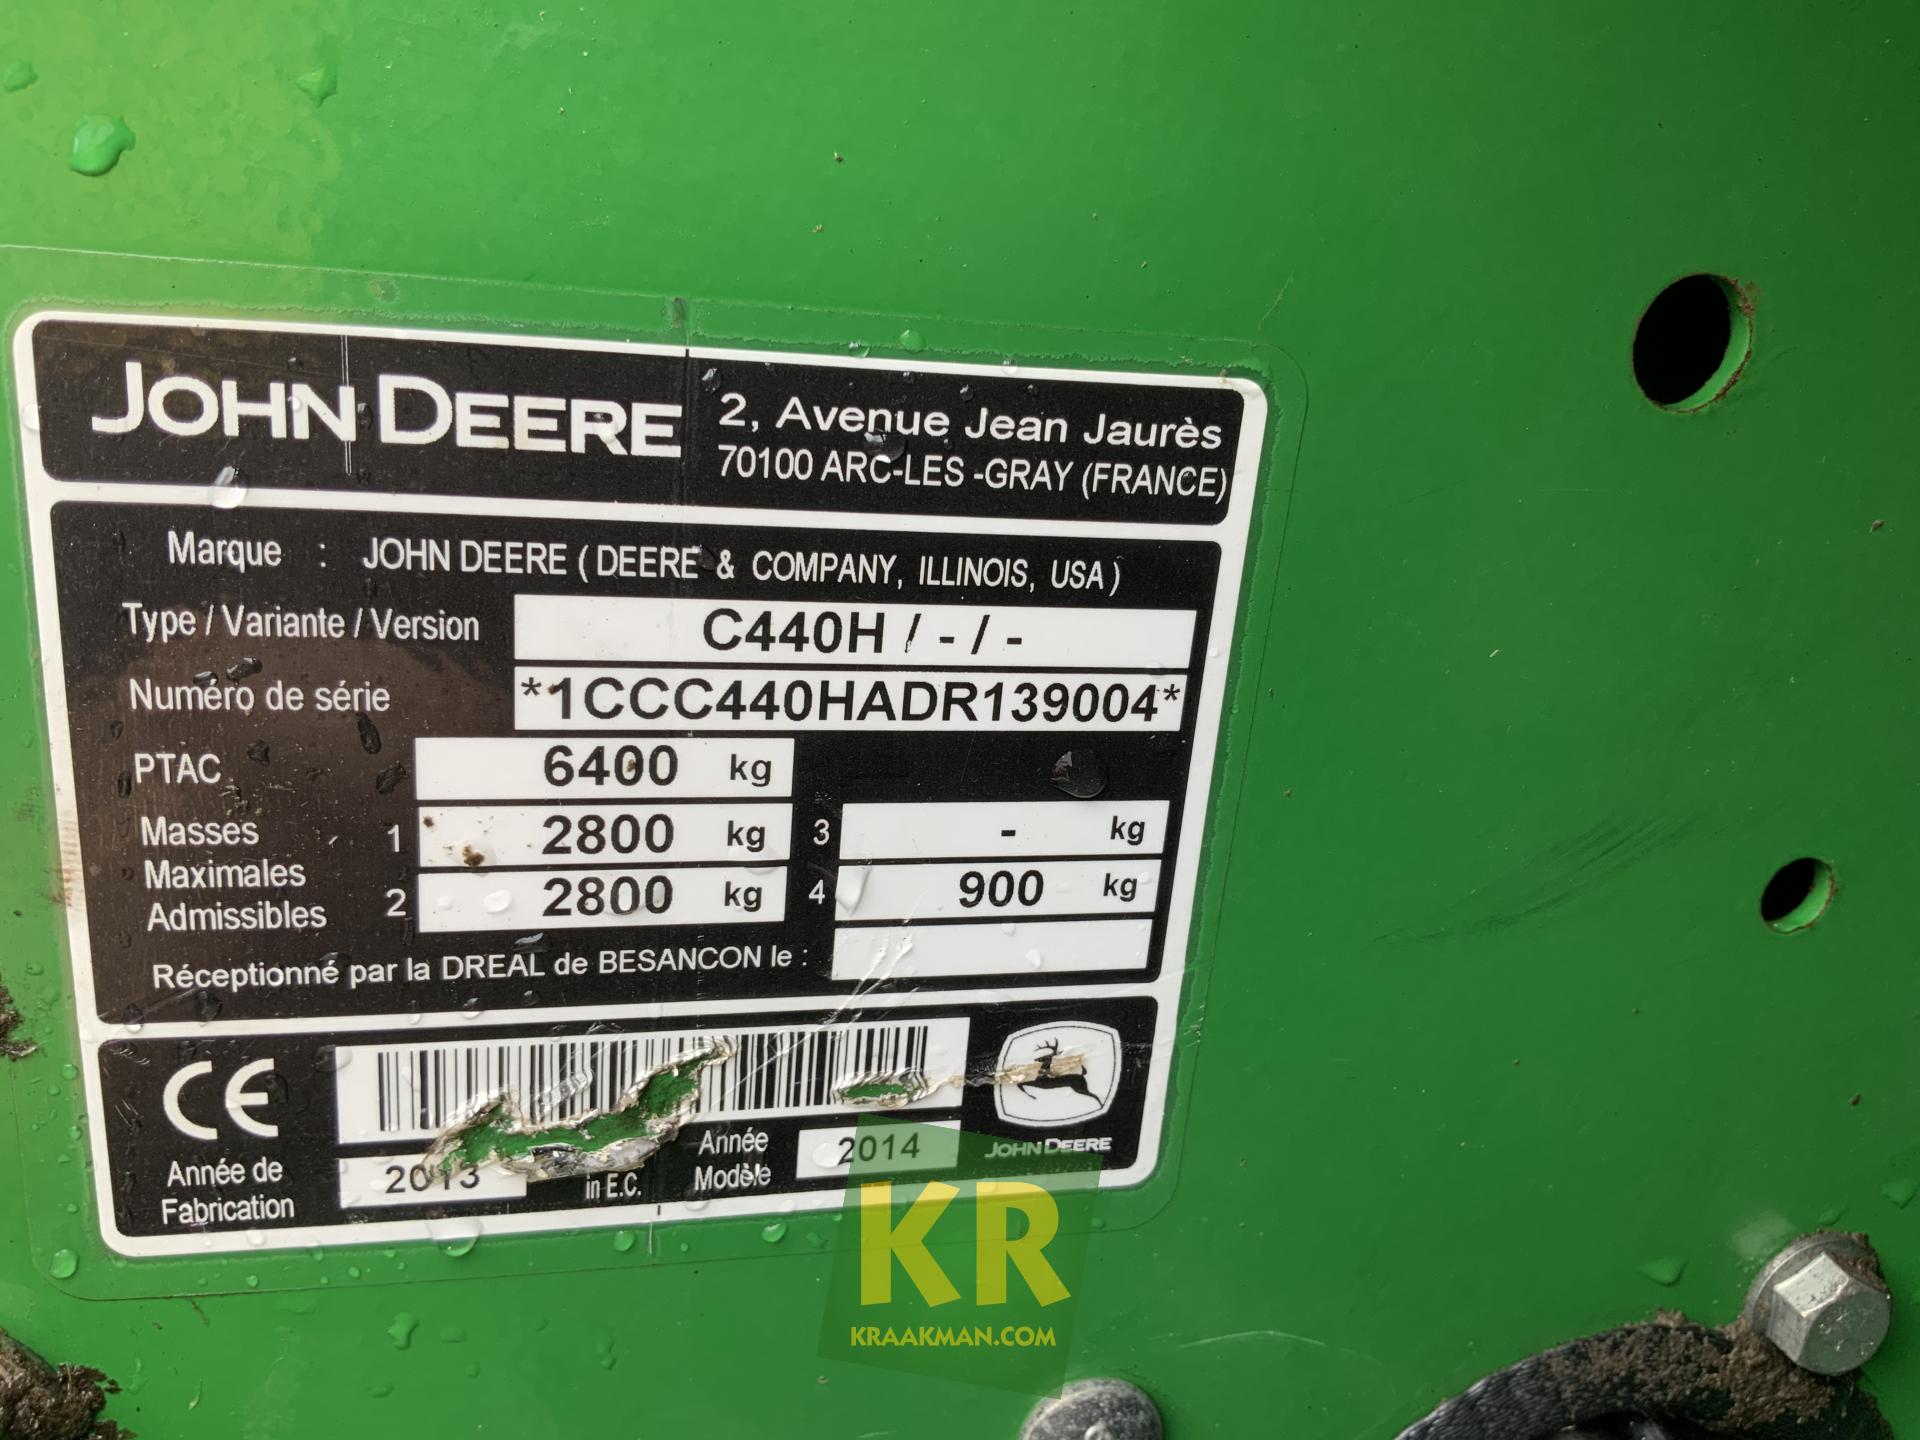 JOHN DEERE
2, Avenue Jean Jaurès
70100 ARC-LES -GRAY (FRANCE)
Marque : JOHN DEERE ( DEERE & COMPANY, ILLINOIS, USA )
Type / Variante / Version C440H / - / -
Numéro de série *1CCC440HADR139004*
PTAC 6400 kg
Masses Maximales Admissibles
1 2800 kg 3 - kg
2 2800 kg 4 900 kg
Réceptionné par la DREAL de BESANCON le :
CE
Année de Fabrication 2013 in E.C. Année Modèle 2014
JOHN DEERE
KR
KRAAKMAN.COM